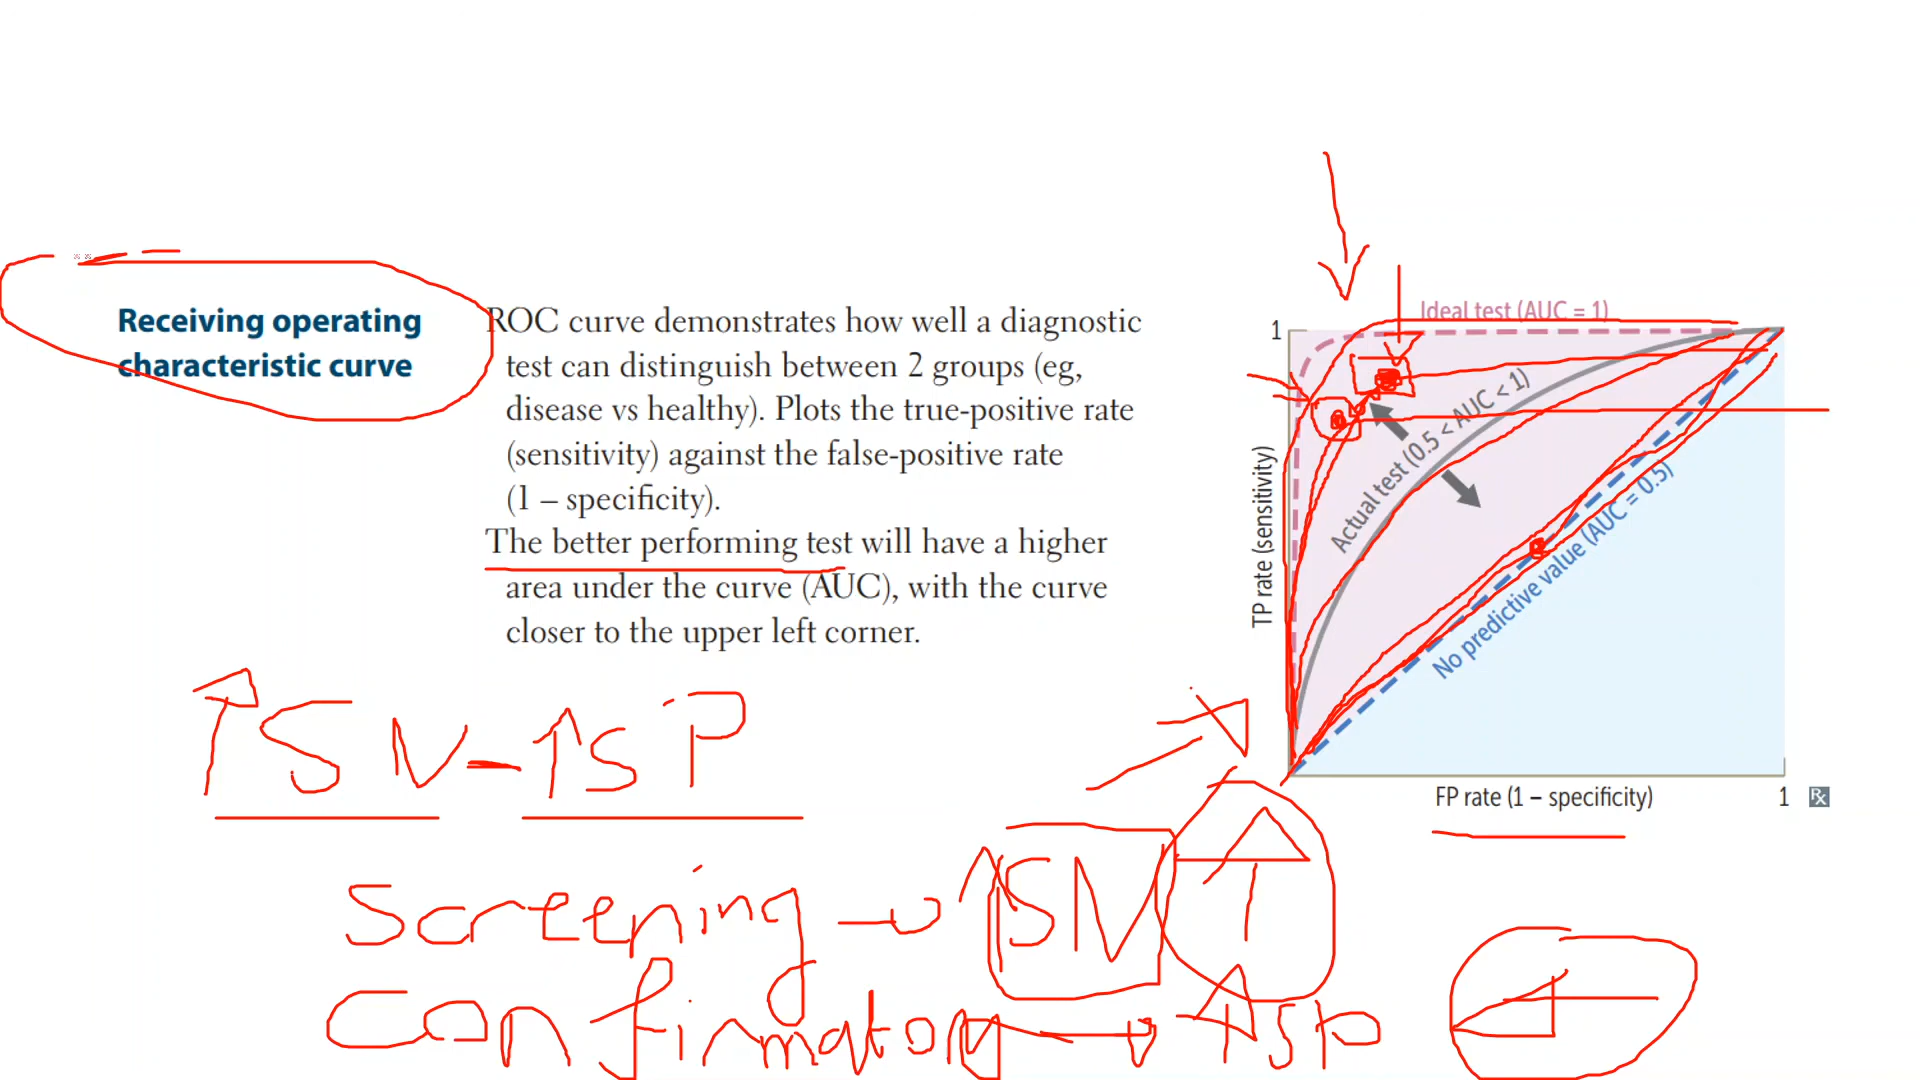 Receiving operating
characteristic curve
ROC curve demonstrates how well a diagnostic
test can distinguish between 2 groups (eg,
disease vs healthy). Plots the true-positive rate
(sensitivity) against the false-positive rate
(1 – specificity).
The better performing test will have a higher
area under the curve (AUC), with the curve
closer to the upper left corner.
Ideal test (AUC = 1)
1
Actual test (0.5 < AUC < 1)
No predictive value (AUC = 0.5)
TP rate (sensitivity)
FP rate (1 – specificity)
1
Rx
↑SN-↑SP
Screening → ↑SN ↑
Confirmatory → ↑SP